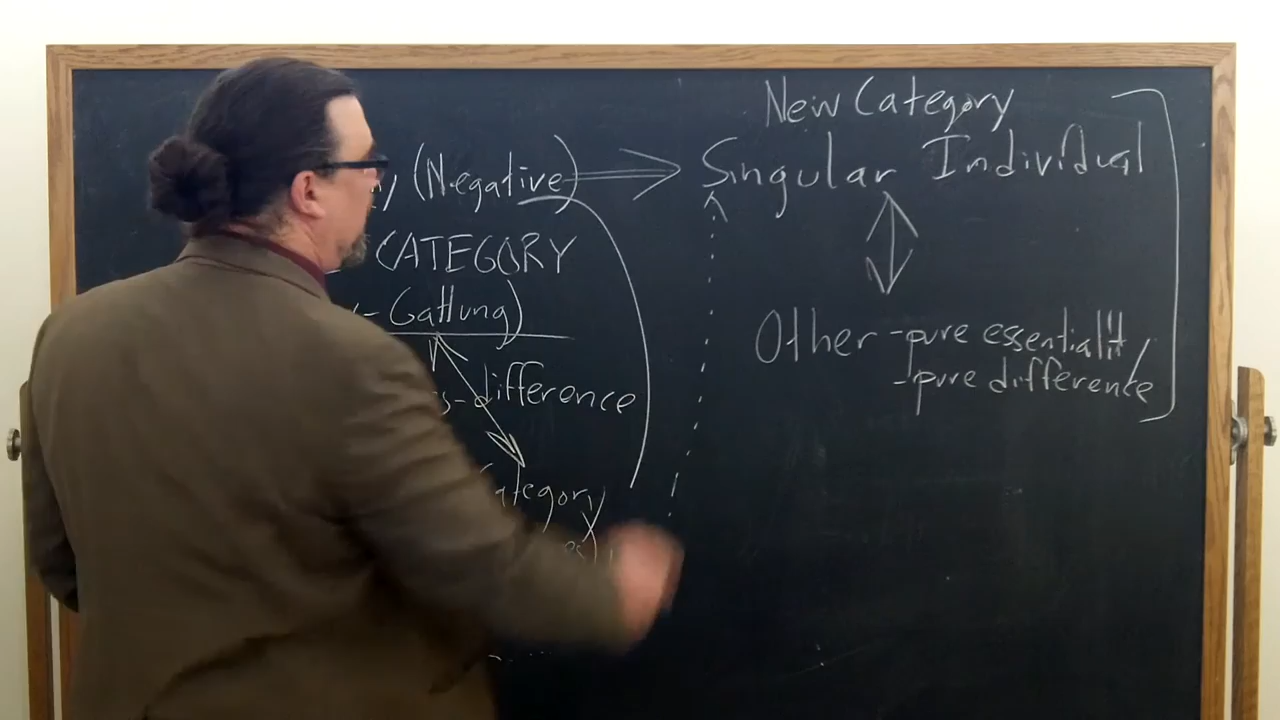 New Category
(Negative) Singular Individual
CATEGORY
- Gattung)
Other - pure essentialit
difference
- pure difference
ategory